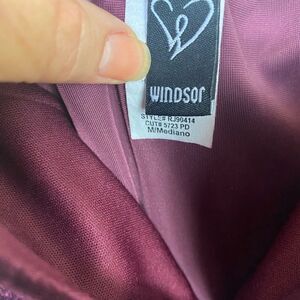 WINDSOR
STYLE# RJ90414
CUT# 5723 PD
M/Mediano